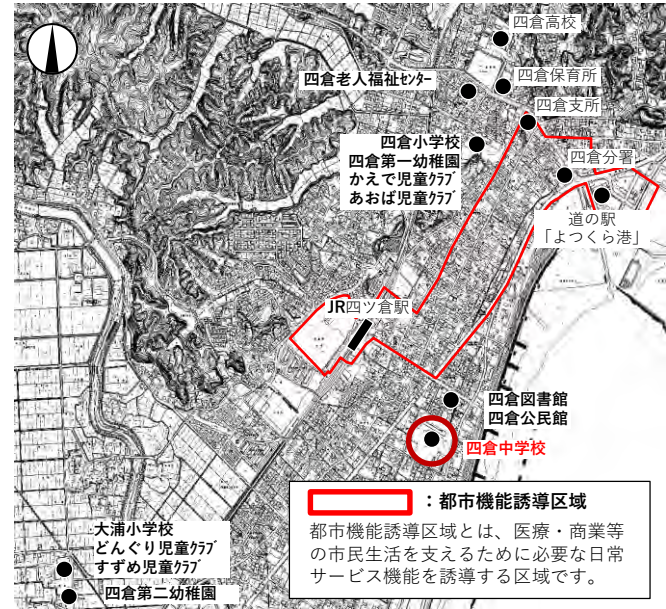 四倉高校
四倉老人福祉ｾﾝﾀｰ
四倉保育所
四倉支所
四倉小学校
四倉第一幼稚園
かえで児童ｸﾗﾌﾞ
あおば児童ｸﾗﾌﾞ
四倉分署
道の駅
「よつくら港」
JR四ツ倉駅
四倉図書館
四倉公民館
四倉中学校
：都市機能誘導区域
都市機能誘導区域とは、医療・商業等
の市民生活を支えるために必要な日常
サービス機能を誘導する区域です。
大浦小学校
どんぐり児童ｸﾗﾌﾞ
すずめ児童ｸﾗﾌﾞ
四倉第二幼稚園